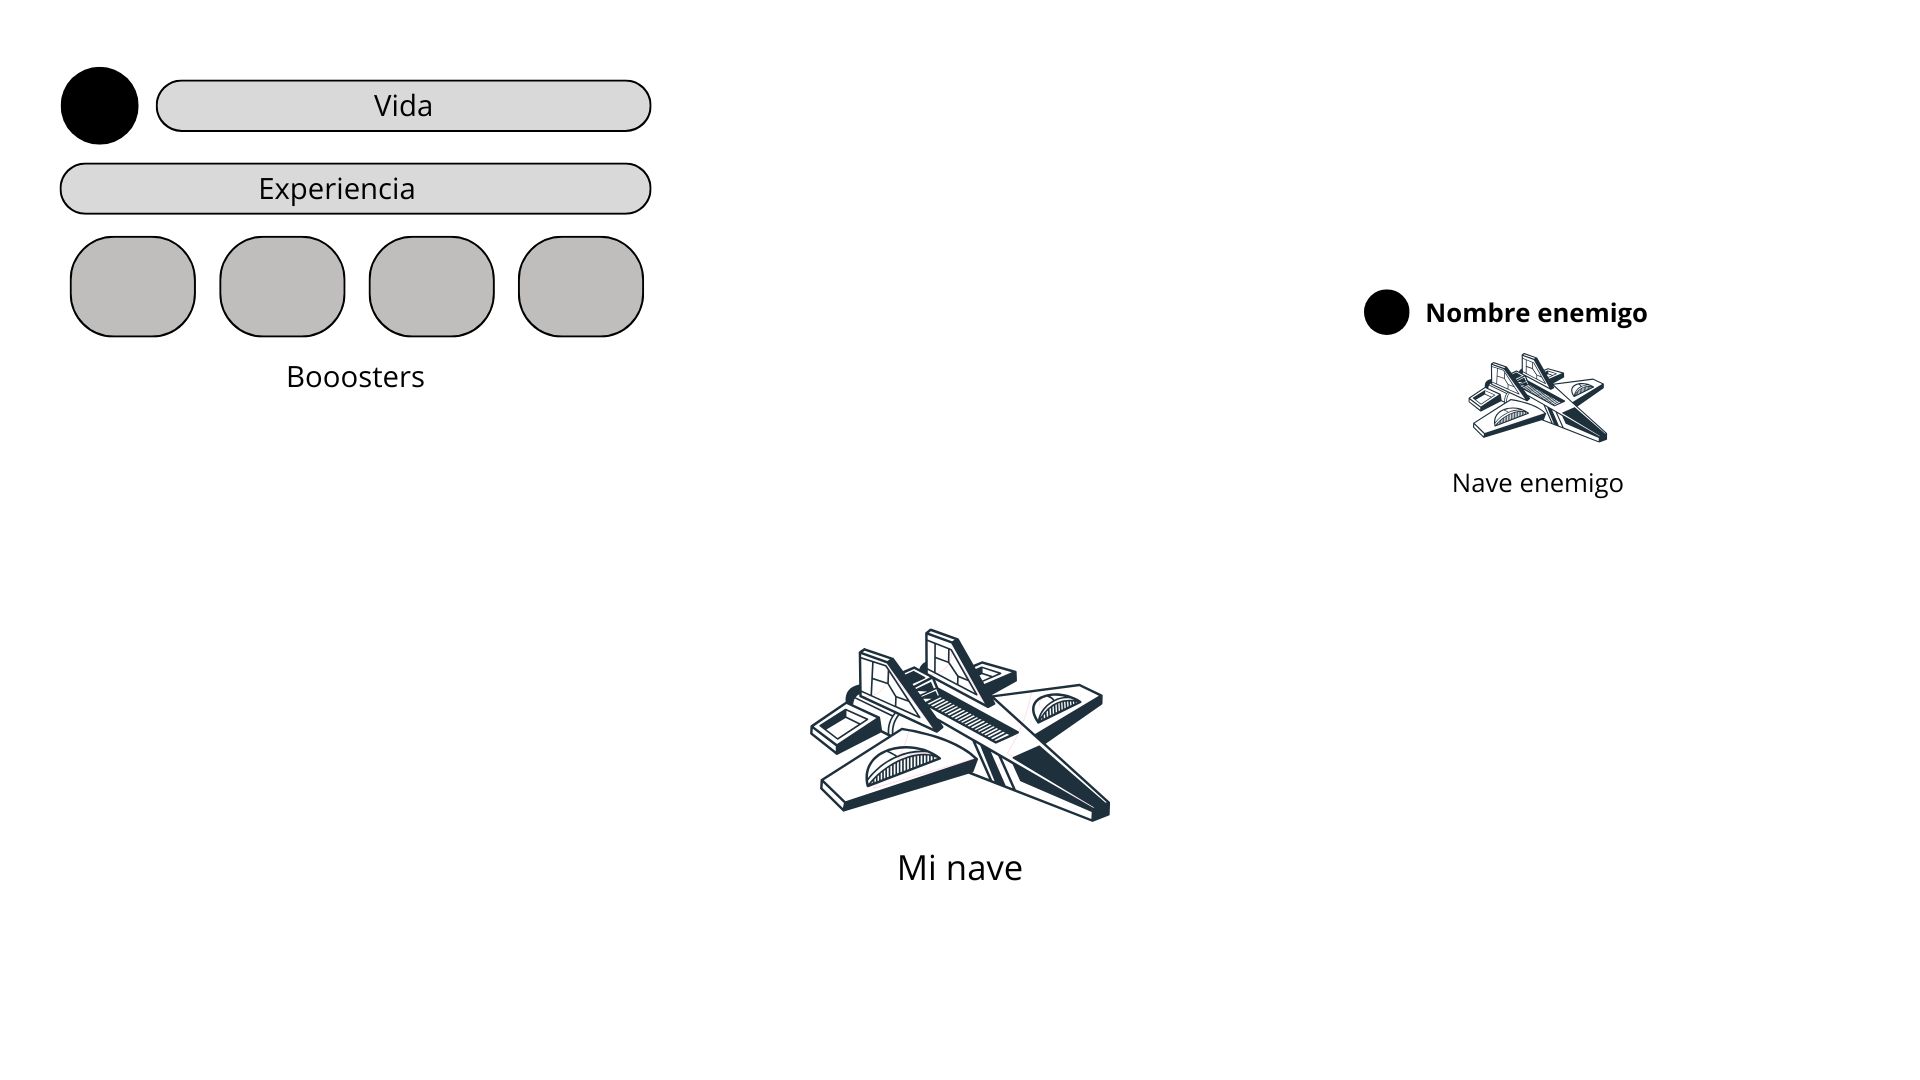 Vida
Experiencia
Booosters
Nombre enemigo
Nave enemigo
Mi nave